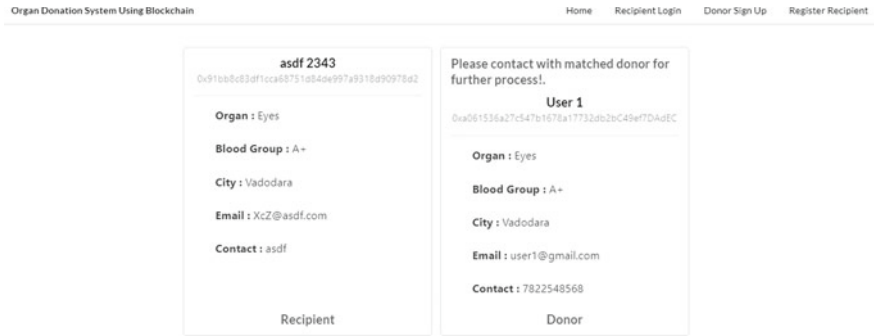 Organ Donation System Using Blockchain
Home
Recipient Login
Donor Sign Up
Register Recipient
asdf 2343
Organ : Eyes
Blood Group : A+
City : Vadodara
Email : XcZ@asdf.com
Contact : asdf
Recipient
Please contact with matched donor for
further process!.
User 1
Organ : Eyes
Blood Group : A+
City : Vadodara
Email : user1@gmail.com
Contact : 7822548568
Donor